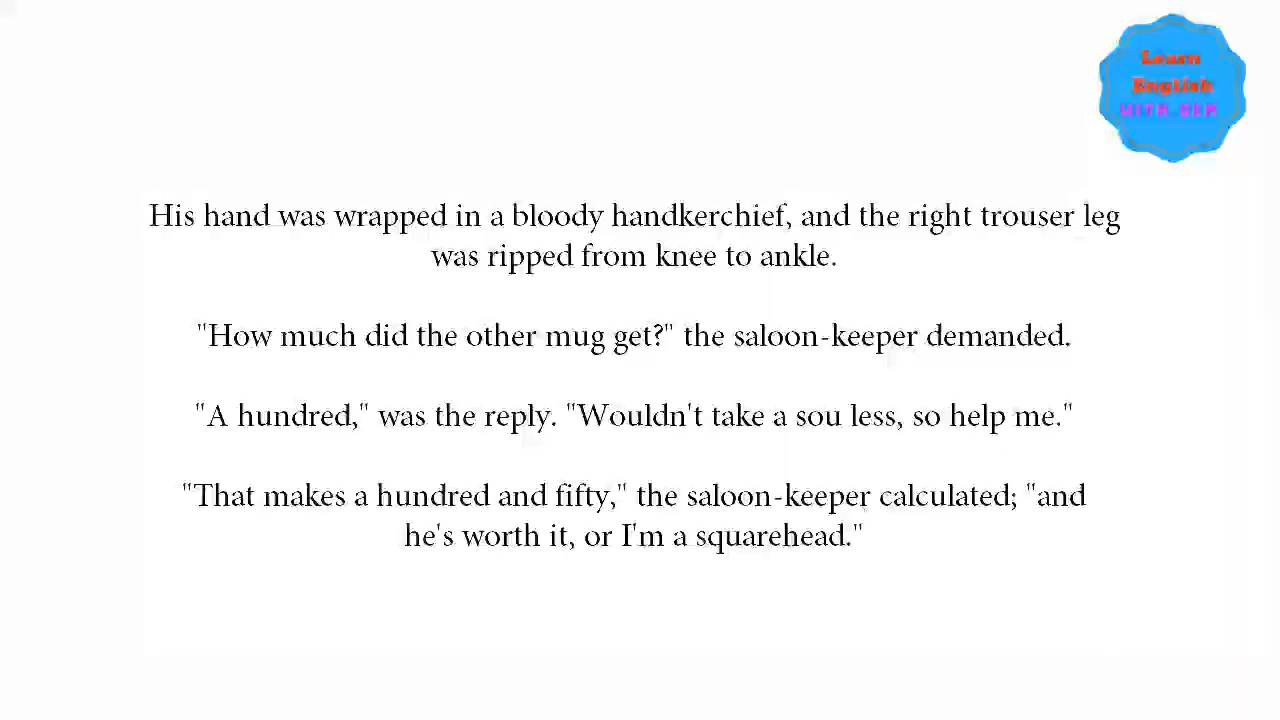 Learn
English
WITH GEM
His hand was wrapped in a bloody handkerchief, and the right trouser leg
was ripped from knee to ankle.
"How much did the other mug get?" the saloon-keeper demanded.
"A hundred," was the reply. "Wouldn't take a sou less, so help me."
"That makes a hundred and fifty," the saloon-keeper calculated; "and
he's worth it, or I'm a squarehead."